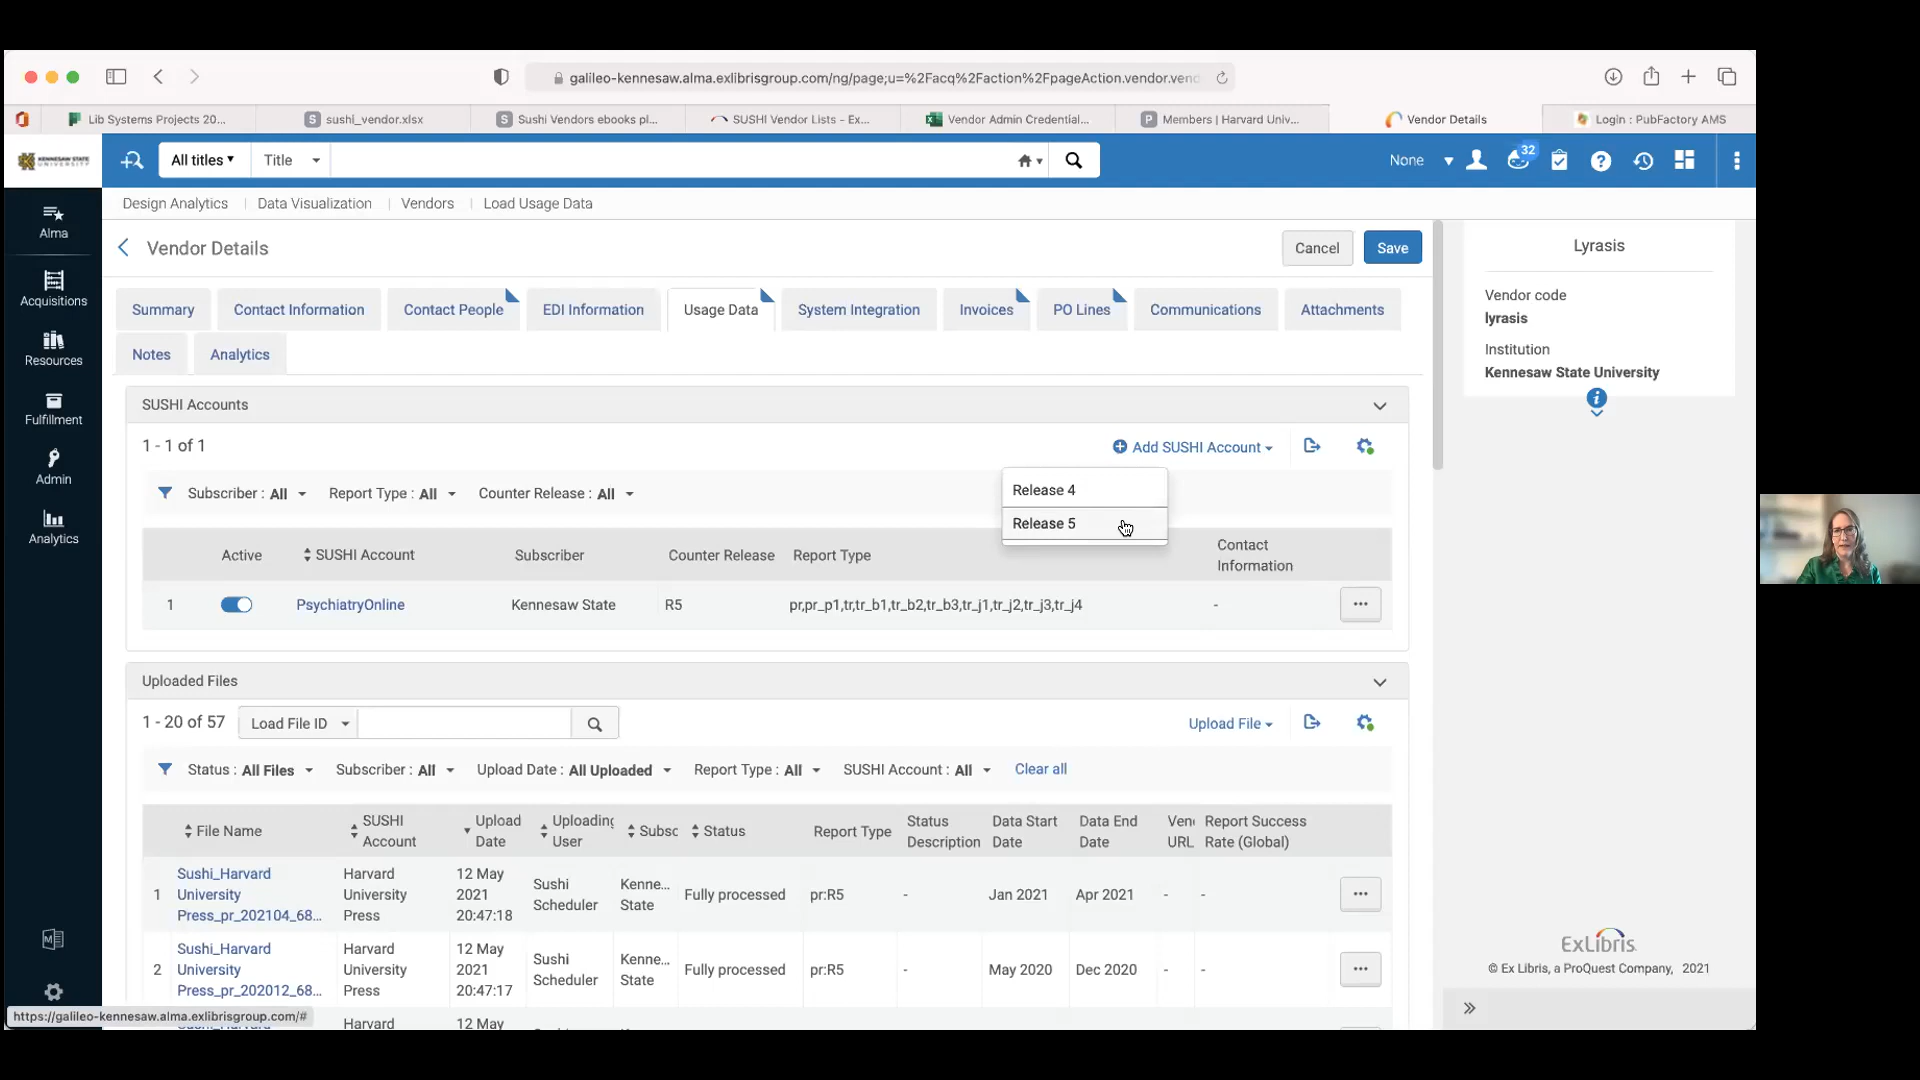 galileo-kennesaw.alma.exlibrisgroup.com/ng/page;u=%2Facq%2Faction%2FpageAction.vendor.venc
Lib Systems Projects 20... sushi_vendor.xlsx Sushi Vendors ebooks pl... SUSHI Vendor Lists - Ex... Vendor Admin Credential... Members | Harvard Univ... Vendor Details Login : PubFactory AMS
KENNESAW STATE UNIVERSITY All titles Title None 32
Design Analytics Data Visualization Vendors Load Usage Data
Alma
Acquisitions
Resources
Fulfillment
Admin
Analytics
Vendor Details Cancel Save
Summary Contact Information Contact People EDI Information Usage Data System Integration Invoices PO Lines Communications Attachments
Notes Analytics
SUSHI Accounts
1 - 1 of 1 Add SUSHI Account
Release 4
Release 5
Subscriber : All Report Type : All Counter Release : All
Active SUSHI Account Subscriber Counter Release Report Type Contact Information
1 PsychiatryOnline Kennesaw State R5 pr,pr_p1,tr,tr_b1,tr_b2,tr_b3,tr_j1,tr_j2,tr_j3,tr_j4 -
Uploaded Files
1 - 20 of 57 Load File ID Upload File
Status : All Files Subscriber : All Upload Date : All Uploaded Report Type : All SUSHI Account : All Clear all
File Name SUSHI Account Upload Date Uploading User Subsc Status Report Type Status Description Data Start Date Data End Date Ven URL Report Success Rate (Global)
1 Sushi_Harvard University Press_pr_202104_68... Harvard University Press 12 May 2021 20:47:18 Sushi Scheduler Kenne... State Fully processed pr:R5 - Jan 2021 Apr 2021 - -
2 Sushi_Harvard University Press_pr_202012_68... Harvard University Press 12 May 2021 20:47:17 Sushi Scheduler Kenne... State Fully processed pr:R5 - May 2020 Dec 2020 - -
Sushi_Harvard Harvard 12 May
https://galileo-kennesaw.alma.exlibrisgroup.com/#
Lyrasis
Vendor code
lyrasis
Institution
Kennesaw State University
ExLibris
© Ex Libris, a ProQuest Company, 2021